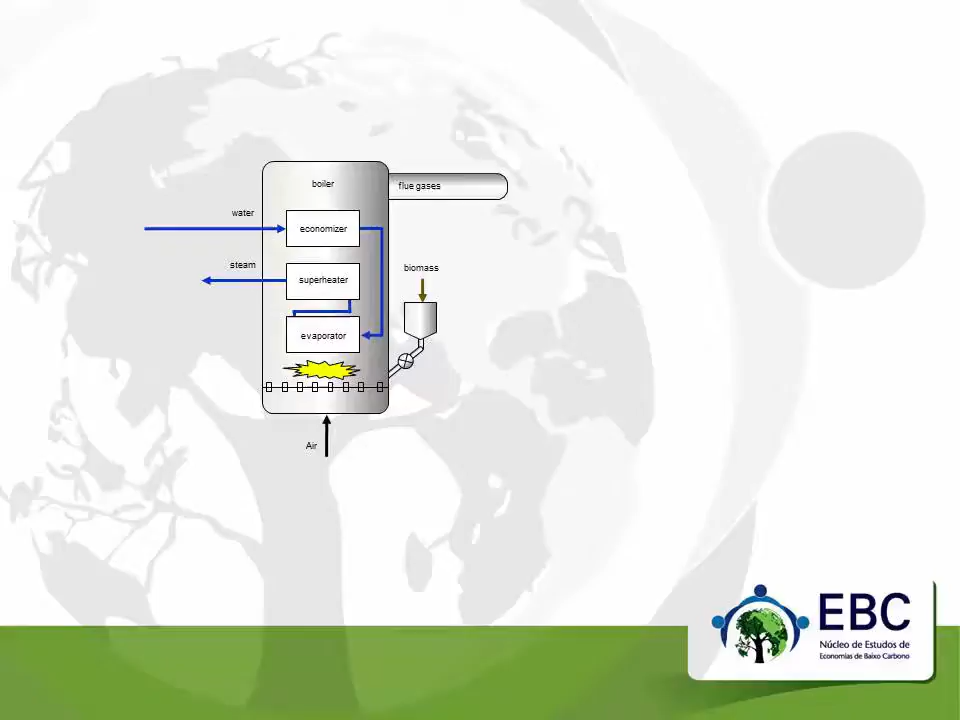 boiler
flue gases
water
economizer
steam
superheater
biomass
evaporator
Air
EBC
Núcleo de Estudos de
Economias de Baixo Carbono